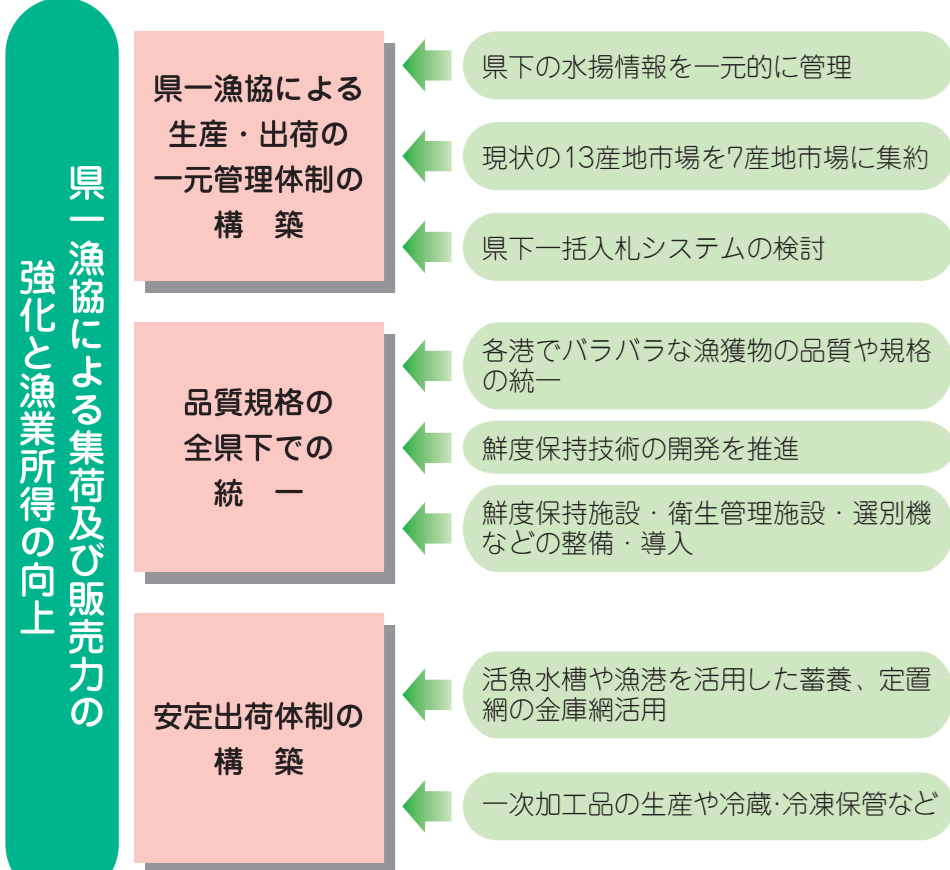 県一漁協による集荷及び販売力の
強化と漁業所得の向上
県一漁協による
生産・出荷の
一元管理体制の
構　築
県下の水揚情報を一元的に管理
現状の13産地市場を7産地市場に集約
県下一括入札システムの検討
品質規格の
全県下での
統　一
各港でバラバラな漁獲物の品質や規格
の統一
鮮度保持技術の開発を推進
鮮度保持施設・衛生管理施設・選別機
などの整備・導入
安定出荷体制の
構　築
活魚水槽や漁港を活用した蓄養、定置
網の金庫網活用
一次加工品の生産や冷蔵・冷凍保管など